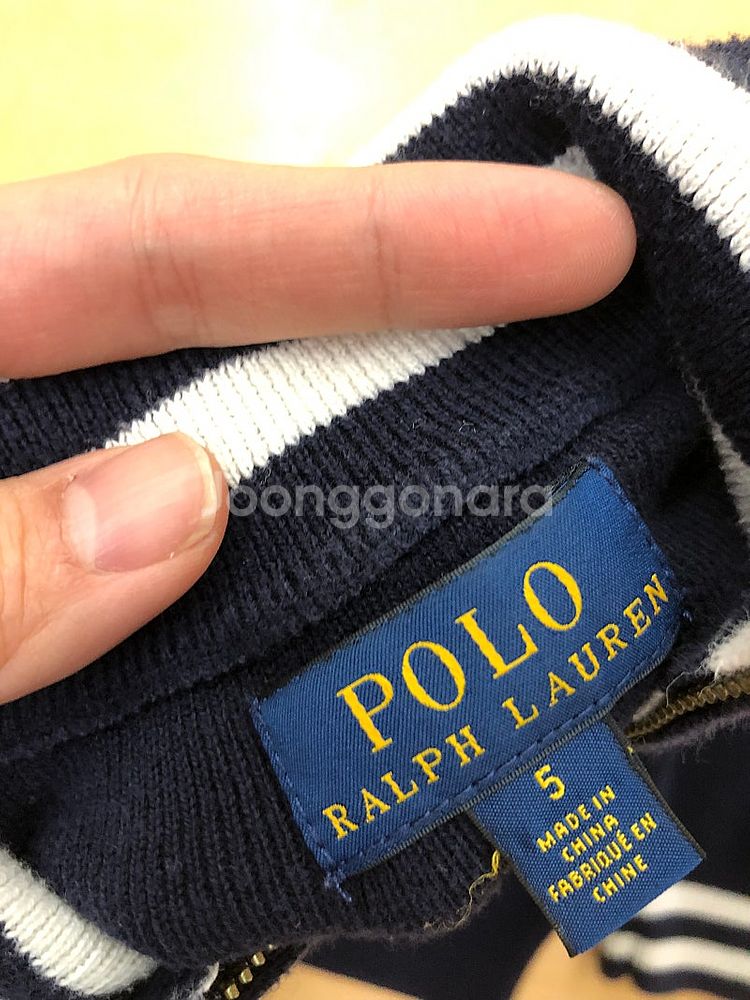 Joonggonara
POLO
RALPH LAUREN
5
MADE IN
CHINA
FABRIQUÉ EN
CHINE